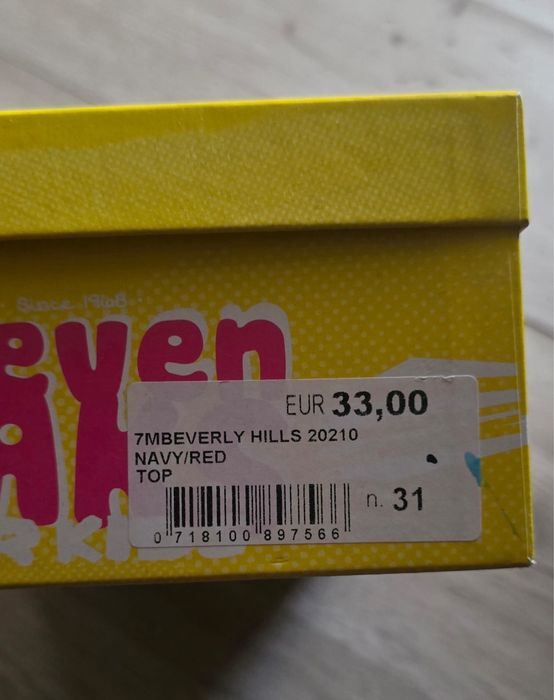 Since 1968
even
EUR 33,00
7MBEVERLY HILLS 20210
NAVY/RED
TOP
n. 31
0 718100 897566